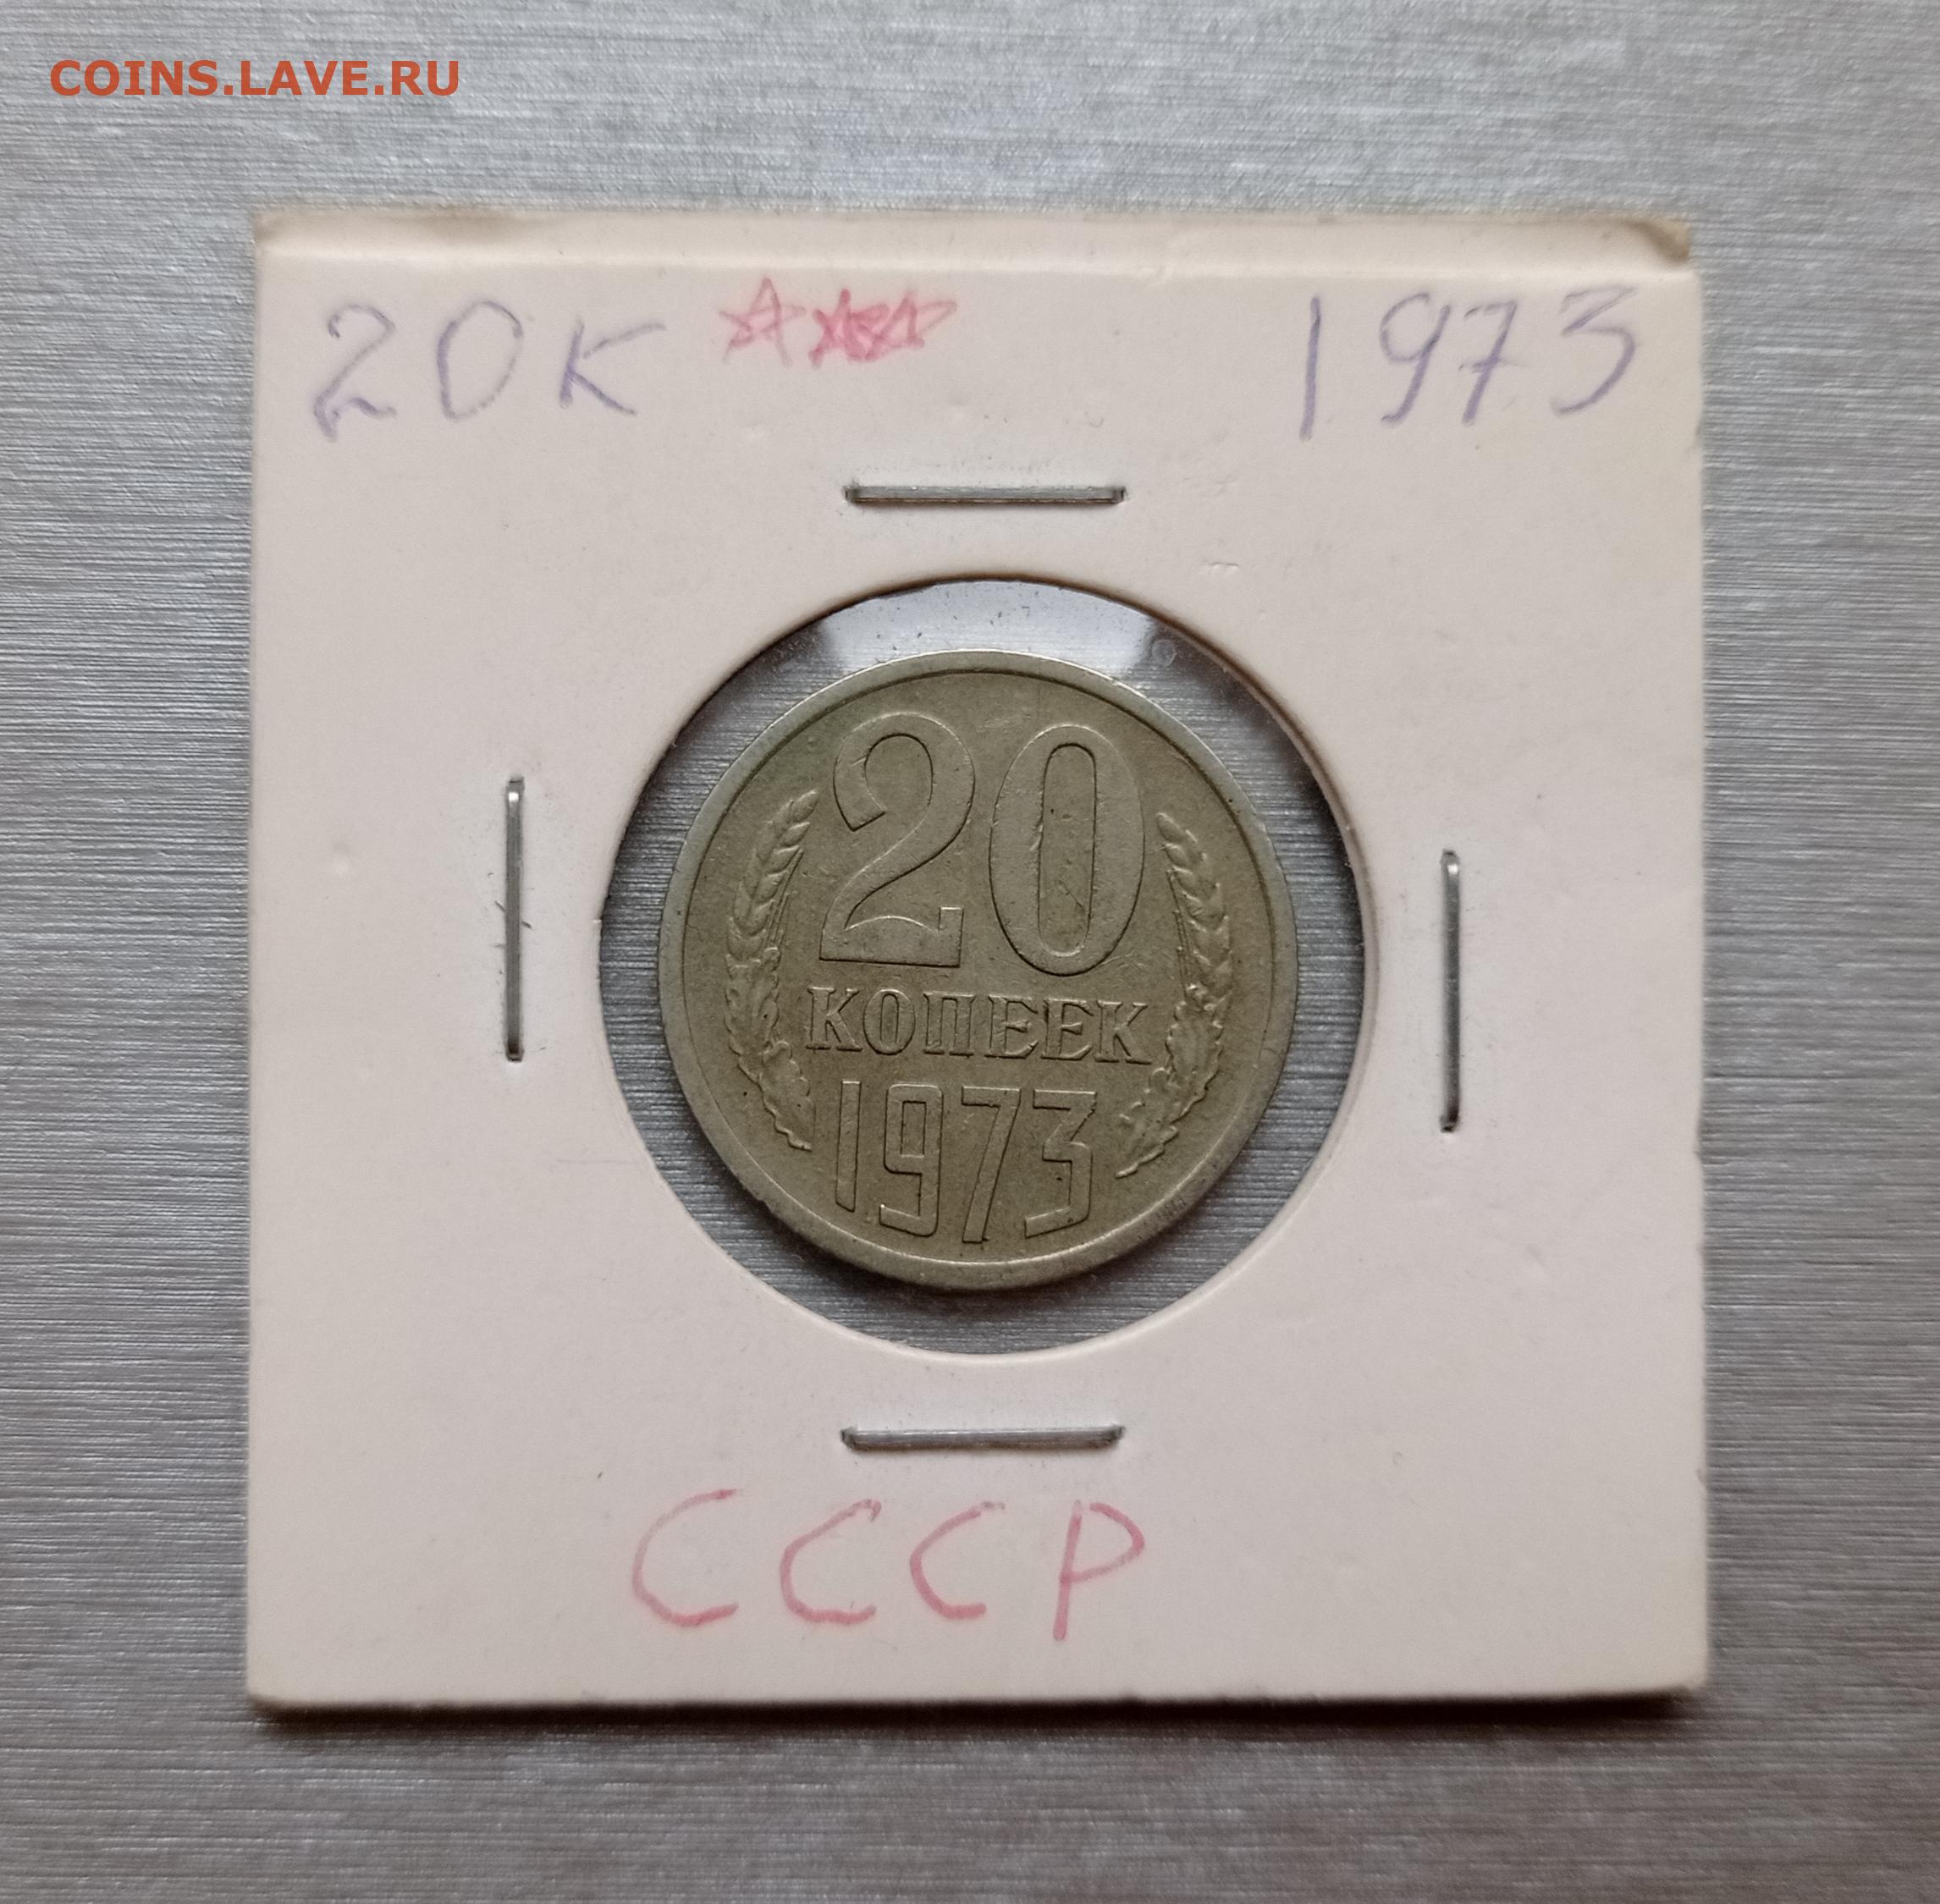 COINS.LAVE.RU
20к 1973
20
КОПЕЕК
1973
СССР